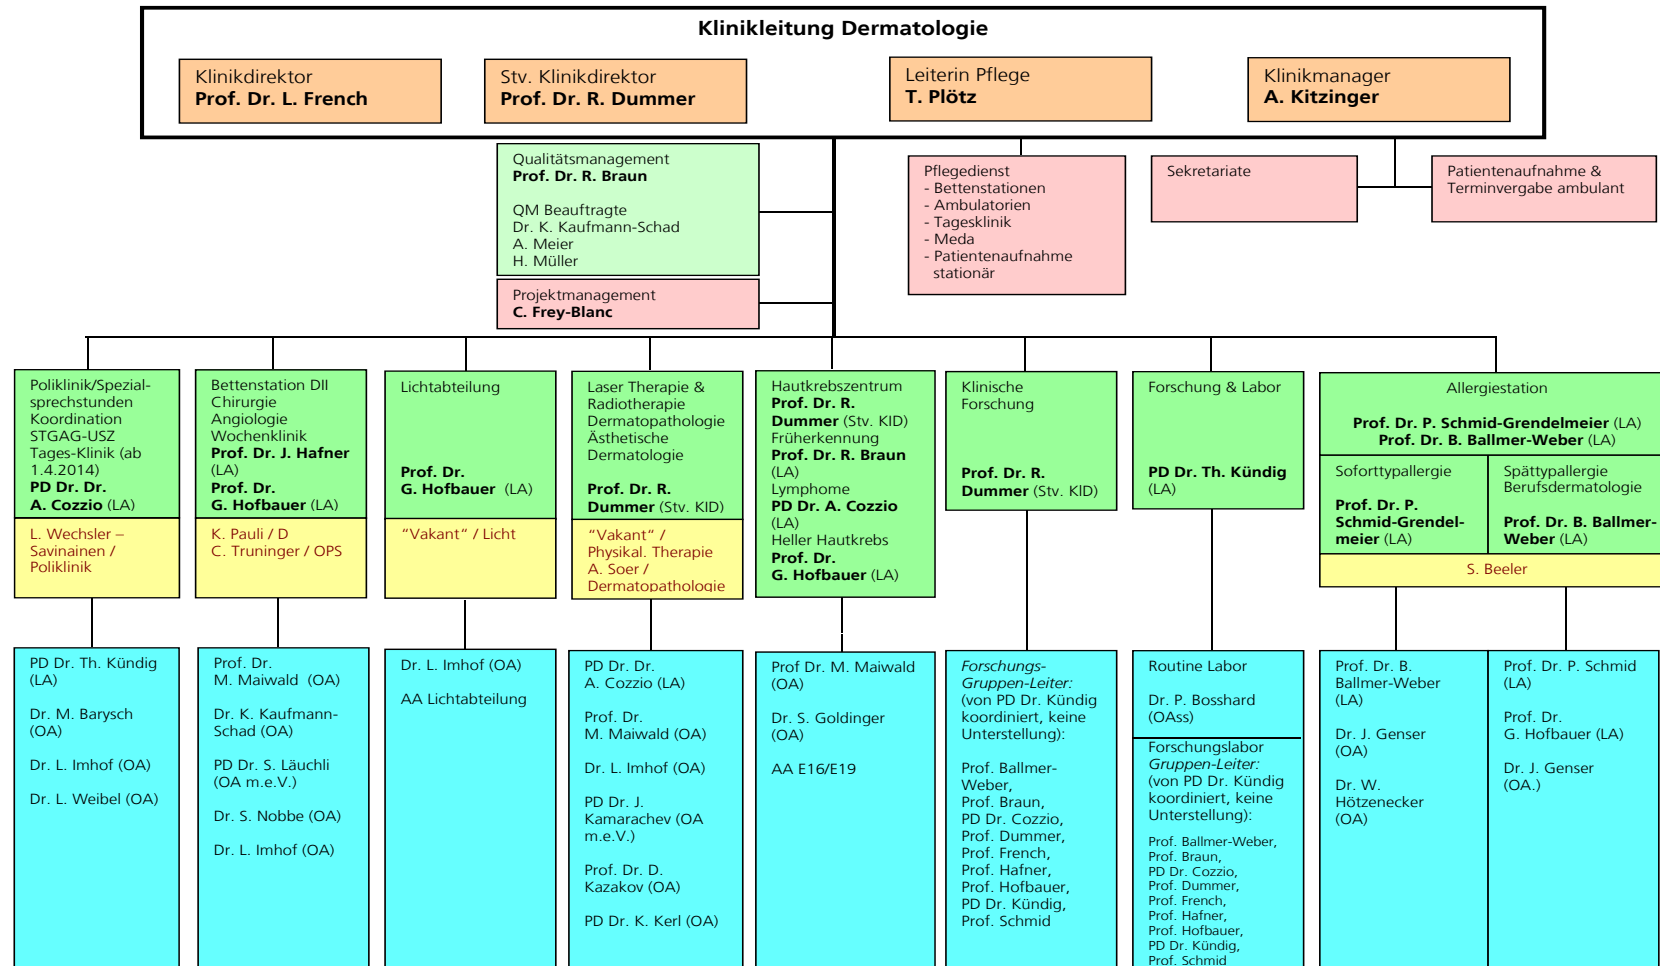 Klinikleitung Dermatologie
Klinikdirektor
Prof. Dr. L. French
Stv. Klinikdirektor
Prof. Dr. R. Dummer
Leiterin Pflege
T. Plötz
Klinikmanager
A. Kitzinger
Qualitätsmanagement
Prof. Dr. R. Braun
QM Beauftragte
Dr. K. Kaufmann-Schad
A. Meier
H. Müller
Projektmanagement
C. Frey-Blanc
Pflegedienst
- Bettenstationen
- Ambulatorien
- Tagesklinik
- Meda
- Patientenaufnahme
stationär
Sekretariate
Patientenaufnahme &
Terminvergabe ambulant
Poliklinik/Spezial-
sprechstunden
Koordination
STGAG-USZ
Tages-Klinik (ab
1.4.2014)
PD Dr. Dr.
A. Cozzio (LA)
L. Wechsler –
Savinainen /
Poliklinik
Bettenstation DII
Chirurgie
Angiologie
Wochenklinik
Prof. Dr. J. Hafner
(LA)
Prof. Dr.
G. Hofbauer (LA)
K. Pauli / D
C. Truninger / OPS
Lichtabteilung
Prof. Dr.
G. Hofbauer (LA)
“Vakant” / Licht
Laser Therapie &
Radiotherapie
Dermatopathologie
Ästhetische
Dermatologie
Prof. Dr. R.
Dummer (Stv. KID)
“Vakant” /
Physikal. Therapie
A. Soer /
Dermatopathologie
Hautkrebszentrum
Prof. Dr. R.
Dummer (Stv. KID)
Früherkennung
Prof. Dr. R. Braun
(LA)
Lymphome
PD Dr. A. Cozzio
(LA)
Heller Hautkrebs
Prof. Dr.
G. Hofbauer (LA)
Klinische
Forschung
Prof. Dr. R.
Dummer (Stv. KID)
Forschung & Labor
PD Dr. Th. Kündig
(LA)
Allergiestation
Prof. Dr. P. Schmid-Grendelmeier (LA)
Prof. Dr. B. Ballmer-Weber (LA)
Soforttypallergie
Prof. Dr. P.
Schmid-Grendel-
meier (LA)
Spättypallergie
Berufsdermatologie
Prof. Dr. B. Ballmer-
Weber (LA)
S. Beeler
PD Dr. Th. Kündig
(LA)
Dr. M. Barysch
(OA)
Dr. L. Imhof (OA)
Dr. L. Weibel (OA)
Prof. Dr.
M. Maiwald (OA)
Dr. K. Kaufmann-
Schad (OA)
PD Dr. S. Läuchli
(OA m.e.V.)
Dr. S. Nobbe (OA)
Dr. L. Imhof (OA)
Dr. L. Imhof (OA)
AA Lichtabteilung
PD Dr. Dr.
A. Cozzio (LA)
Prof. Dr.
M. Maiwald (OA)
Dr. L. Imhof (OA)
PD Dr. J.
Kamarachev (OA
m.e.V.)
Prof. Dr. D.
Kazakov (OA)
PD Dr. K. Kerl (OA)
Prof Dr. M. Maiwald
(OA)
Dr. S. Goldinger
(OA)
AA E16/E19
Forschungs-
Gruppen-Leiter:
(von PD Dr. Kündig
koordiniert, keine
Unterstellung):
Prof. Ballmer-
Weber,
Prof. Braun,
PD Dr. Cozzio,
Prof. Dummer,
Prof. French,
Prof. Hafner,
Prof. Hofbauer,
PD Dr. Kündig,
Prof. Schmid
Routine Labor
Dr. P. Bosshard
(OAss)
Forschungslabor
Gruppen-Leiter:
(von PD Dr. Kündig
koordiniert, keine
Unterstellung):
Prof. Ballmer-Weber,
Prof. Braun,
PD Dr. Cozzio,
Prof. Dummer,
Prof. French,
Prof. Hafner,
Prof. Hofbauer,
PD Dr. Kündig,
Prof. Schmid
Prof. Dr. B.
Ballmer-Weber
(LA)
Dr. J. Genser
(OA)
Dr. W.
Hötzenecker
(OA)
Prof. Dr. P. Schmid
(LA)
Prof. Dr.
G. Hofbauer (LA)
Dr. J. Genser
(OA.)